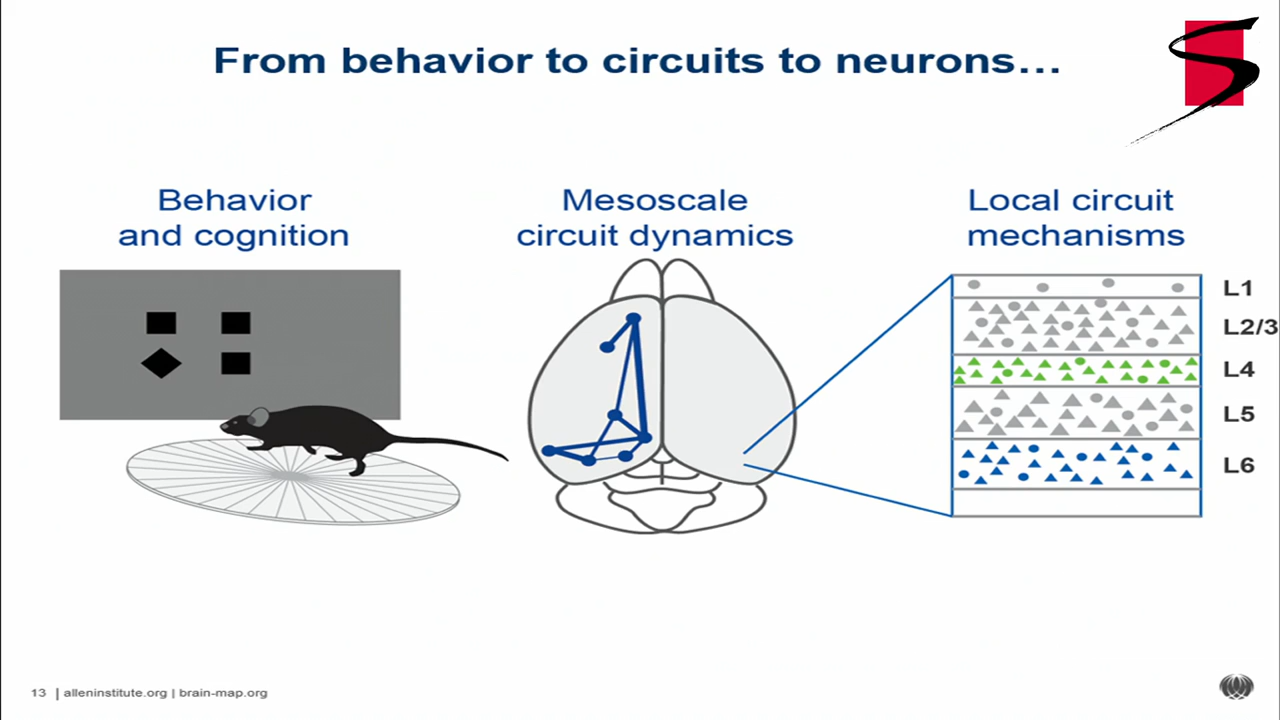 From behavior to circuits to neurons…
Behavior
and cognition
Mesoscale
circuit dynamics
Local circuit
mechanisms
L1
L2/3
L4
L5
L6
13 | alleninstitute.org | brain-map.org